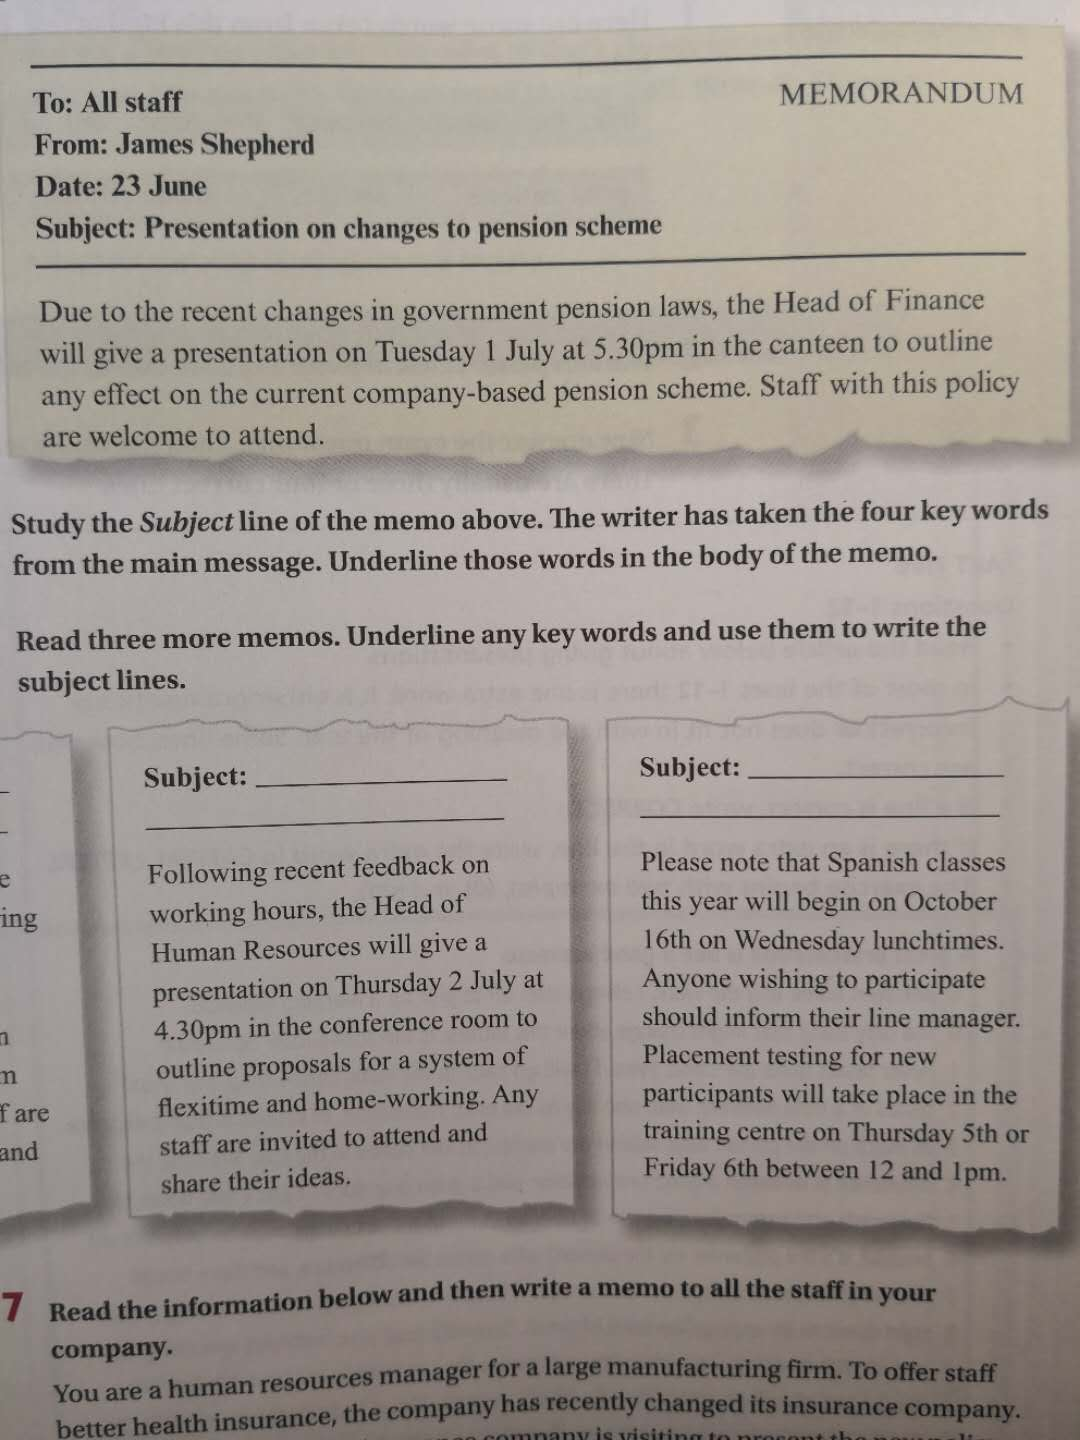 MEMORANDUM
To: All staff
From: James Shepherd
Date: 23 June
Subject: Presentation on changes to pension scheme
Due to the recent changes in government pension laws, the Head of Finance
will give a presentation on Tuesday 1 July at 5.30pm in the canteen to outline
any effect on the current company-based pension scheme. Staff with this policy
are welcome to attend.
Study the Subject line of the memo above. The writer has taken the four key words
from the main message. Underline those words in the body of the memo.
Read three more memos. Underline any key words and use them to write the
subject lines.
ing
f are
and
Subject:
Following recent feedback on
working hours, the Head of
Human Resources will give a
presentation on Thursday 2 July at
4.30pm in the conference room to
outline proposals for a system of
flexitime and home-working. Any
staff are invited to attend and
share their ideas.
Subject:
Please note that Spanish classes
this year will begin on October
16th on Wednesday lunchtimes.
Anyone wishing to participate
should inform their line manager.
Placement testing for new
participants will take place in the
training centre on Thursday 5th or
Friday 6th between 12 and 1pm.
7 Read the information below and then write a memo to all the staff in your
company.
You are a human resources manager for a large manufacturing firm. To offer staff
better health insurance, the company has recently changed its insurance company.
company is visiting to present the new